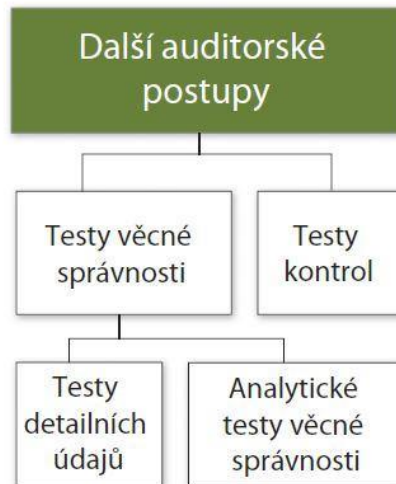 Další auditorské
postupy
Testy věcné
správnosti
Testy
kontrol
Testy
detailních
údajů
Analytické
testy věcné
správnosti